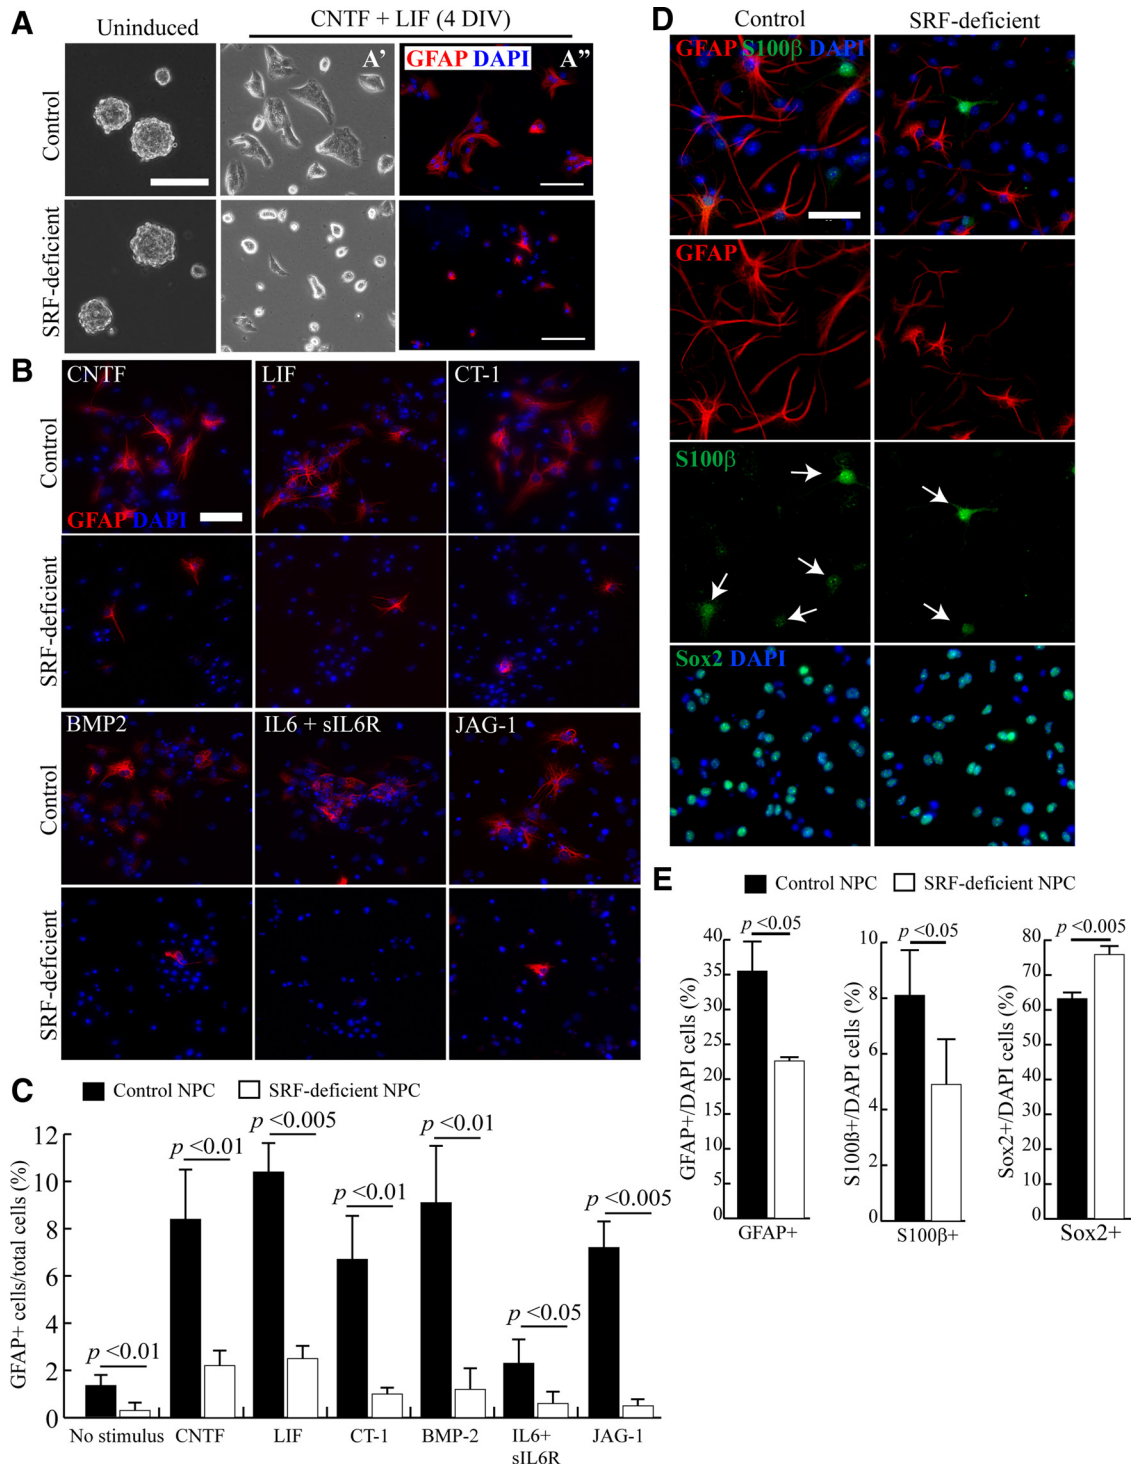 A
Uninduced
CNTF + LIF (4 DIV)
Control
A'
GFAP DAPI
A"
SRF-deficient
B
Control
CNTF
LIF
CT-1
GFAP DAPI
SRF-deficient
Control
BMP2
IL6 + sIL6R
JAG-1
SRF-deficient
C
Control NPC
SRF-deficient NPC
GFAP+ cells/total cells (%)
12
10
8
6
4
2
0
p <0.01
p <0.01
p <0.005
p <0.01
p <0.01
p <0.05
p <0.005
No stimulus
CNTF
LIF
CT-1
BMP-2
IL6+
sIL6R
JAG-1
D
Control
SRF-deficient
GFAP S100β DAPI
GFAP
S100β
Sox2 DAPI
E
Control NPC
SRF-deficient NPC
GFAP+/DAPI cells (%)
40
35
30
25
20
15
10
5
0
p <0.05
GFAP+
S100ß+/DAPI cells (%)
10
8
6
4
2
0
p <0.05
S100β+
Sox2+/DAPI cells (%)
80
70
60
50
40
30
20
10
0
p <0.005
Sox2+